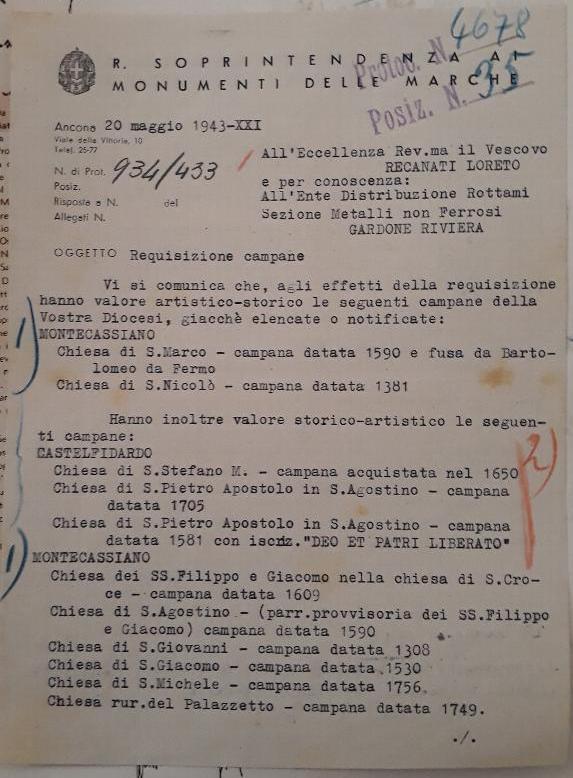 4678
R. SOPRINTENDENZA AI
Protoc. N.
MONUMENTI DELLE MARCHE
35
Posiz. N.
Ancona 20 maggio 1943-XXI
Viale della Vittoria, 10
Telef. 25-77
N. di Prot. 934/433
Posiz.
Risposta a N. del
Allegati N.
All'Eccellenza Rev.ma il Vescovo
RECANATI LORETO
e per conoscenza:
All'Ente Distribuzione Rottami
Sezione Metalli non Ferrosi
GARDONE RIVIERA
OGGETTO Requisizione campane
Vi si comunica che, agli effetti della requisizione
hanno valore artistico-storico le seguenti campane della
Vostra Diocesi, giacchè elencate o notificate:
1)
MONTECASSIANO
Chiesa di S.Marco - campana datata 1590 e fusa da Barto-
lomeo da Fermo
Chiesa di S.Nicolò - campana datata 1381
Hanno inoltre valore storico-artistico le seguen-
ti campane:
CASTELFIDARDO
2)
Chiesa di S.Stefano M. - campana acquistata nel 1650
Chiesa di S.Pietro Apostolo in S.Agostino - campana
datata 1705
Chiesa di S.Pietro Apostolo in S.Agostino - campana
datata 1581 con iscriz."DEO ET PATRI LIBERATO"
1)
MONTECASSIANO
Chiesa dei SS.Filippo e Giacomo nella chiesa di S.Cro-
ce - campana datata 1609
Chiesa di S.Agostino - (parr.provvisoria dei SS.Filippo
e Giacomo) campana datata 1590
Chiesa di S.Giovanni - campana datata 1308
Chiesa di S.Giacomo - campana datata 1530
Chiesa di S.Michele - campana datata 1756.
Chiesa rur.del Palazzetto - campana datata 1749.
./.